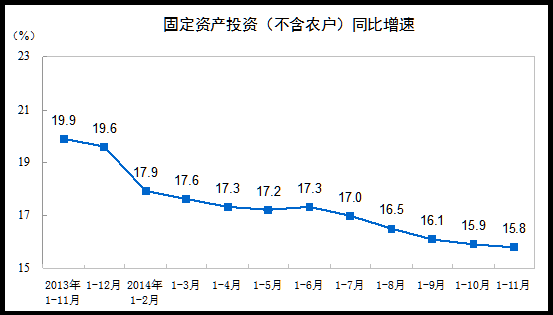 固定资产投资（不含农户）同比增速
（%）
23
21
19
17
15
19.9
19.6
17.9
17.6
17.3
17.2
17.3
17.0
16.5
16.1
15.9
15.8
2013年
1-11月
1-12月
2014年
1-2月
1-3月
1-4月
1-5月
1-6月
1-7月
1-8月
1-9月
1-10月
1-11月